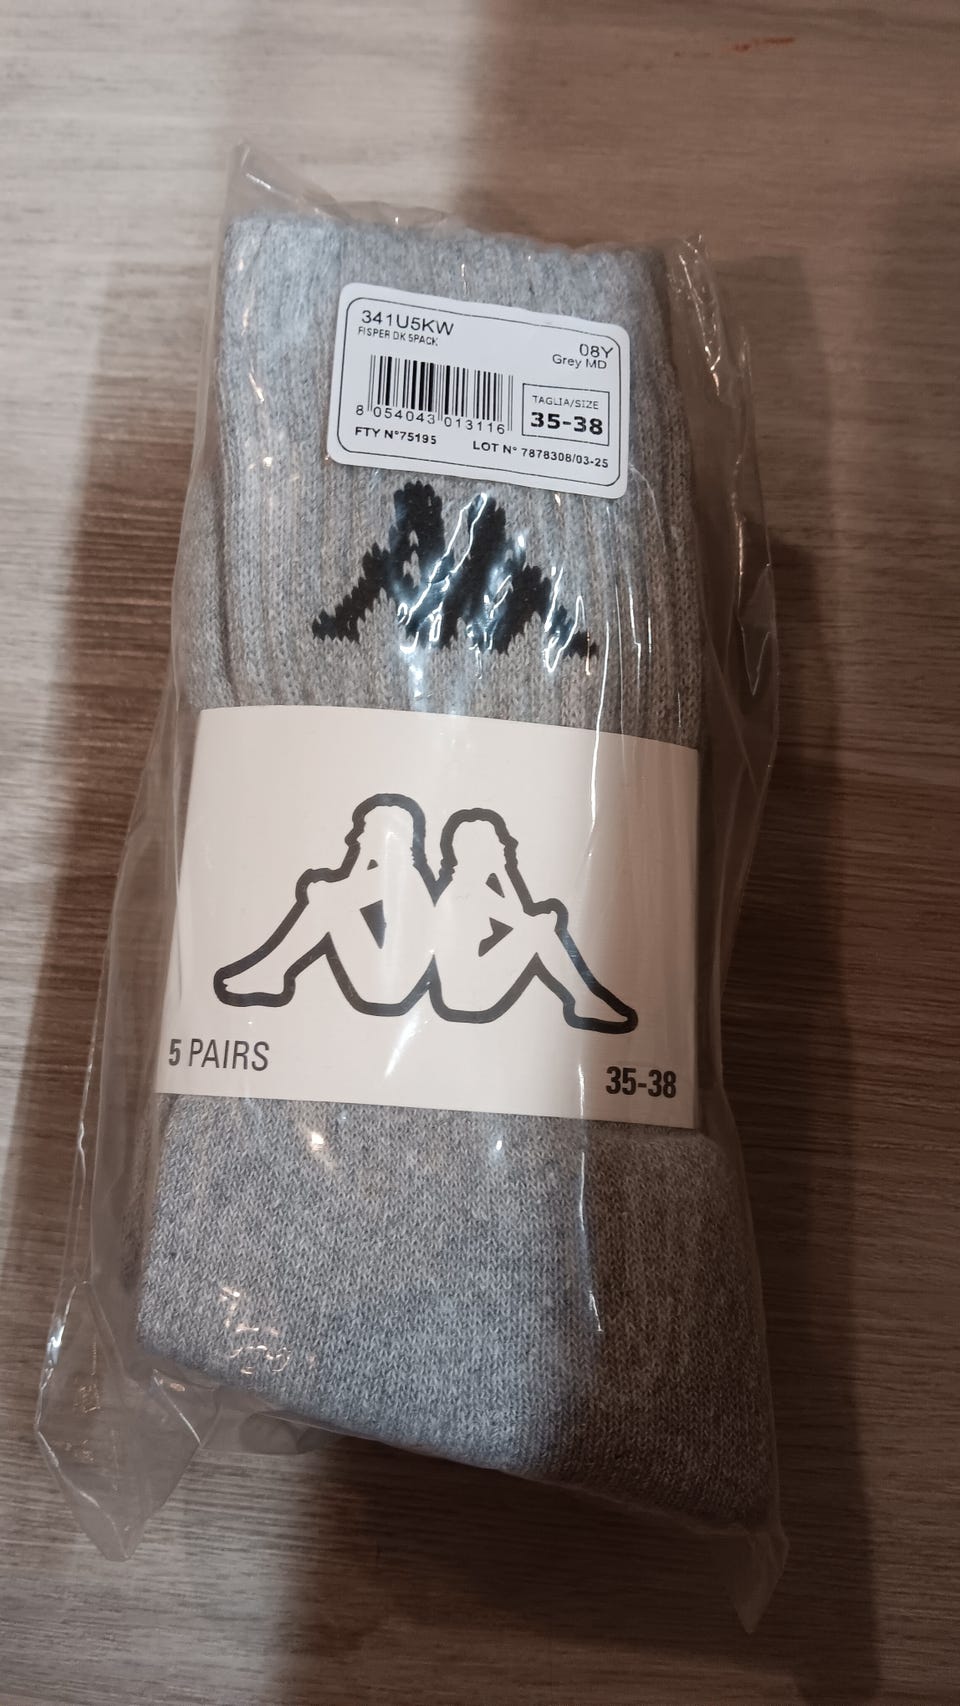 341U5KW
FISPER DK 5PACK
08Y
Grey MD
8 054043 013116
TAGLIA/SIZE
35-38
FTY N°75195
LOT N° 7878308/03-25
5 PAIRS
35-38